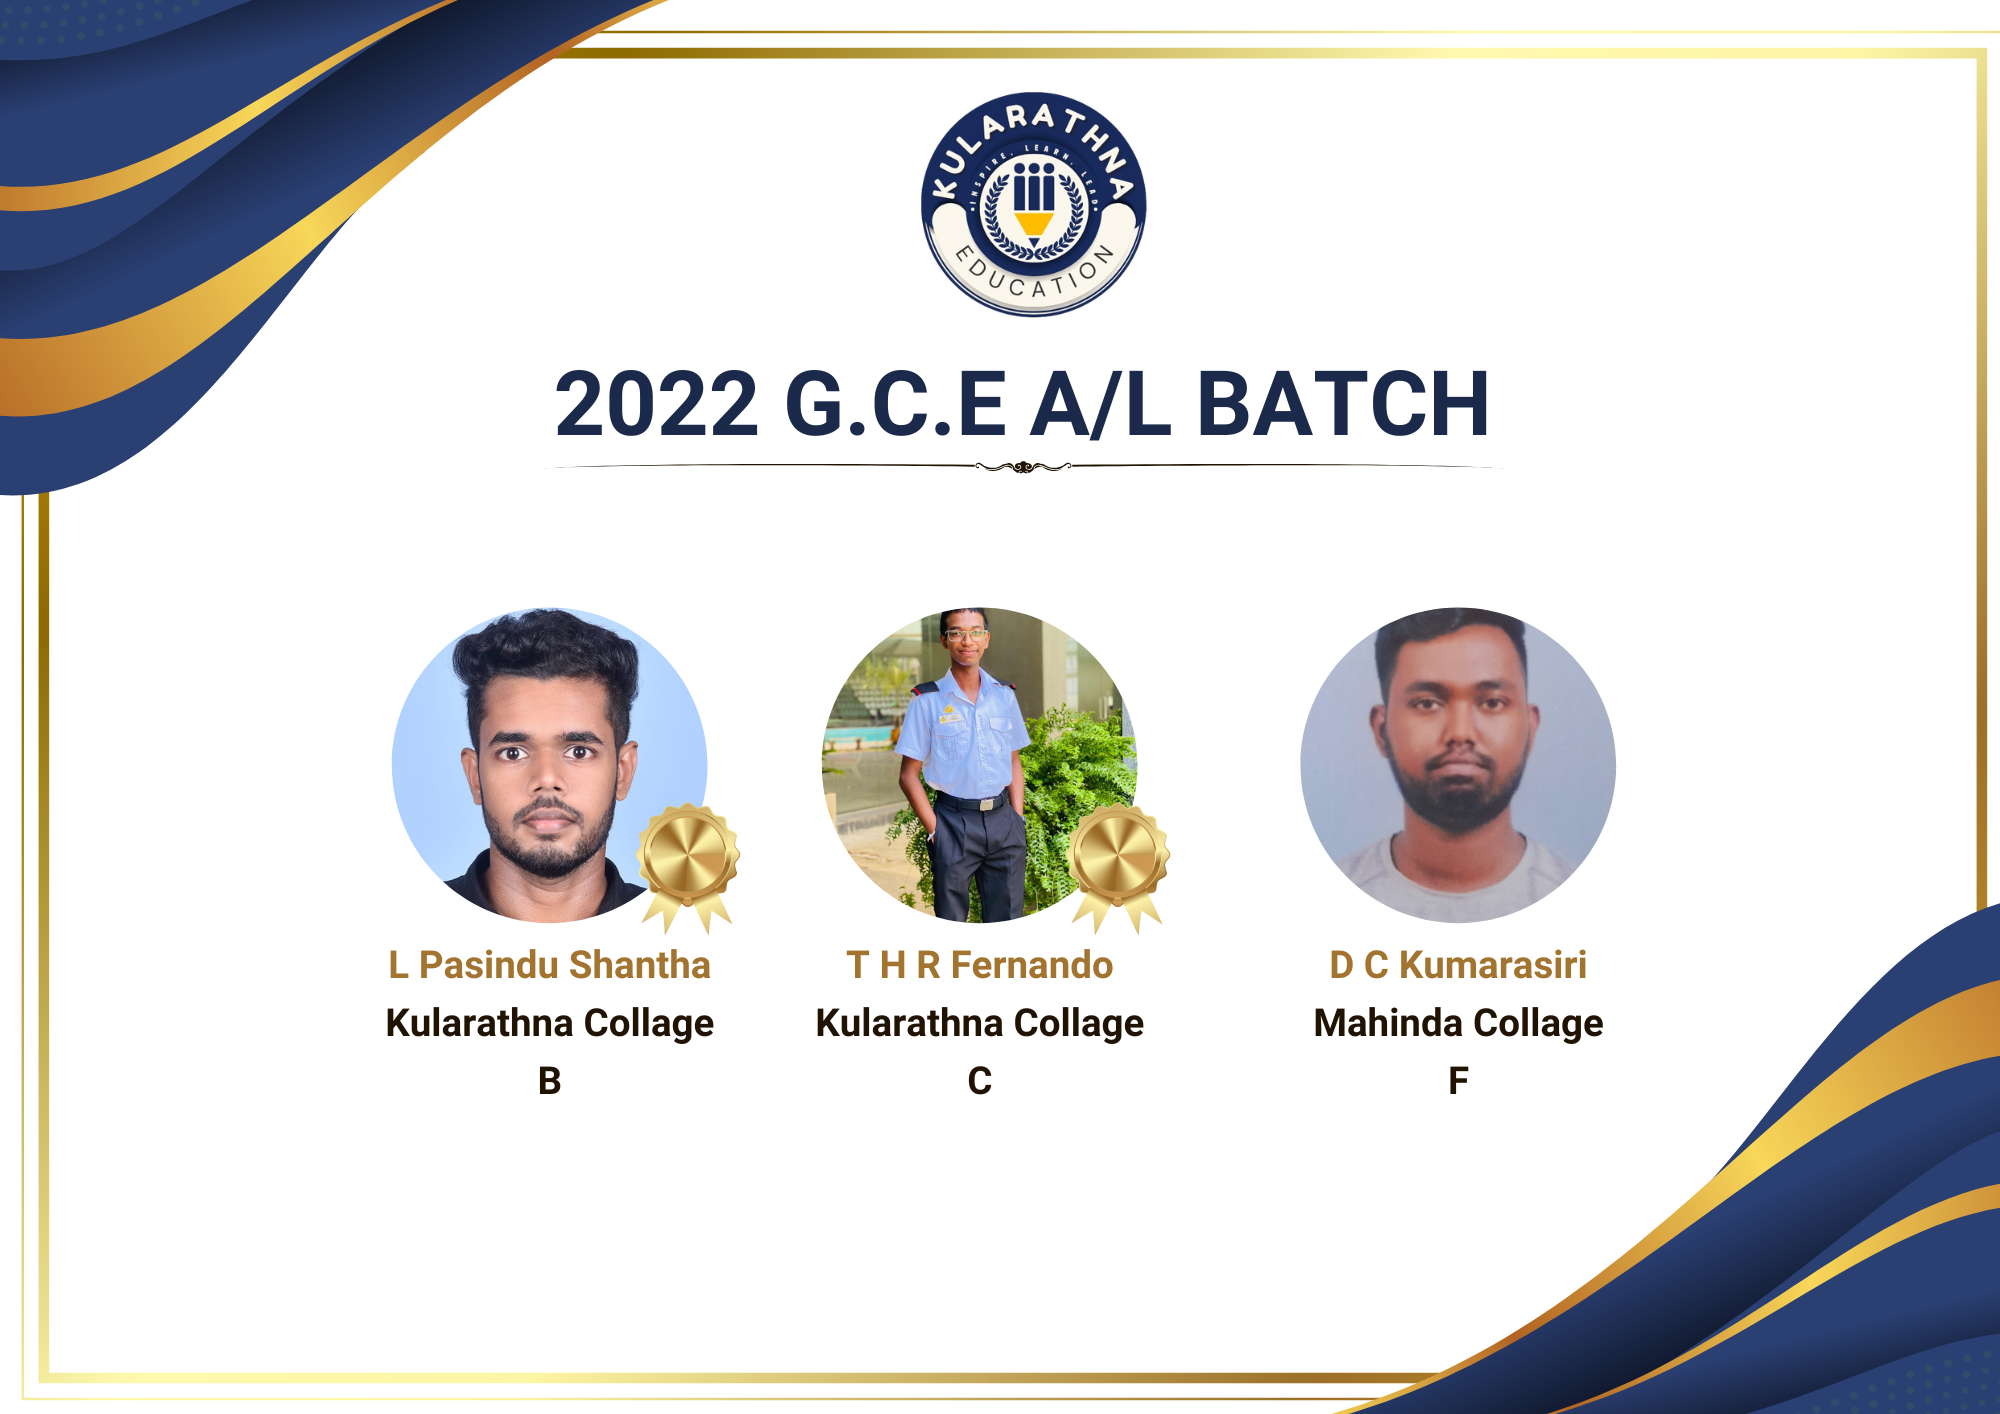 KULARATHNA
INSPIRE. LEARN. LEAD
EDUCATION
2022 G.C.E A/L BATCH
L Pasindu Shantha
Kularathna Collage
B
T H R Fernando
Kularathna Collage
C
D C Kumarasiri
Mahinda Collage
F